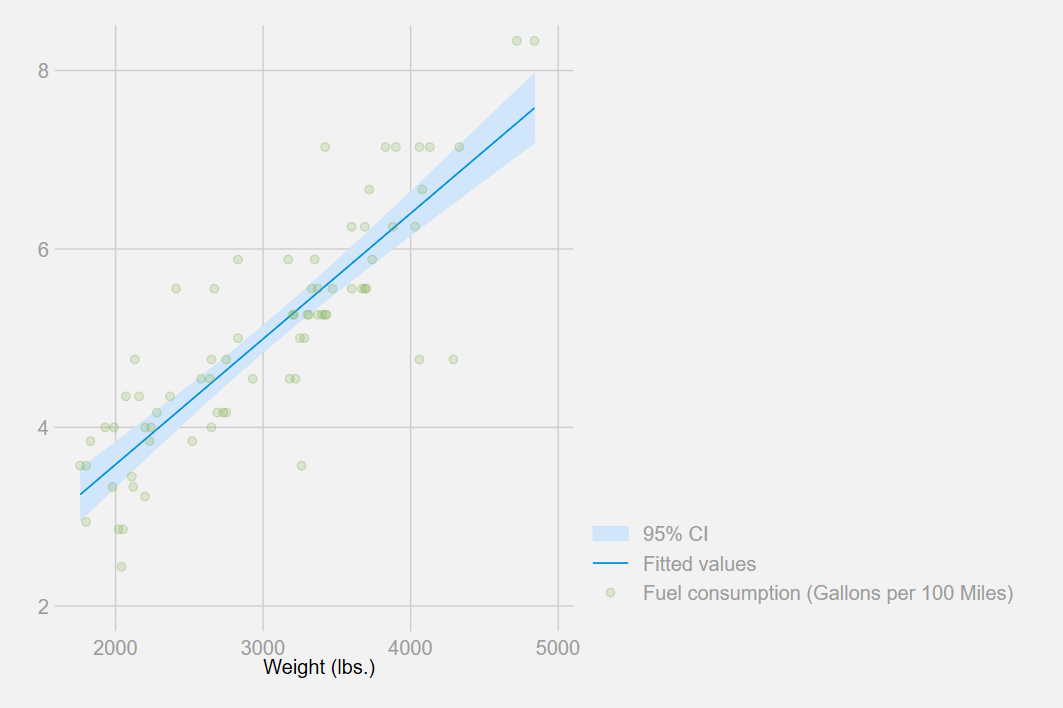 8
6
4
2
2000 3000 4000 5000
Weight (lbs.)
95% CI
Fitted values
Fuel consumption (Gallons per 100 Miles)